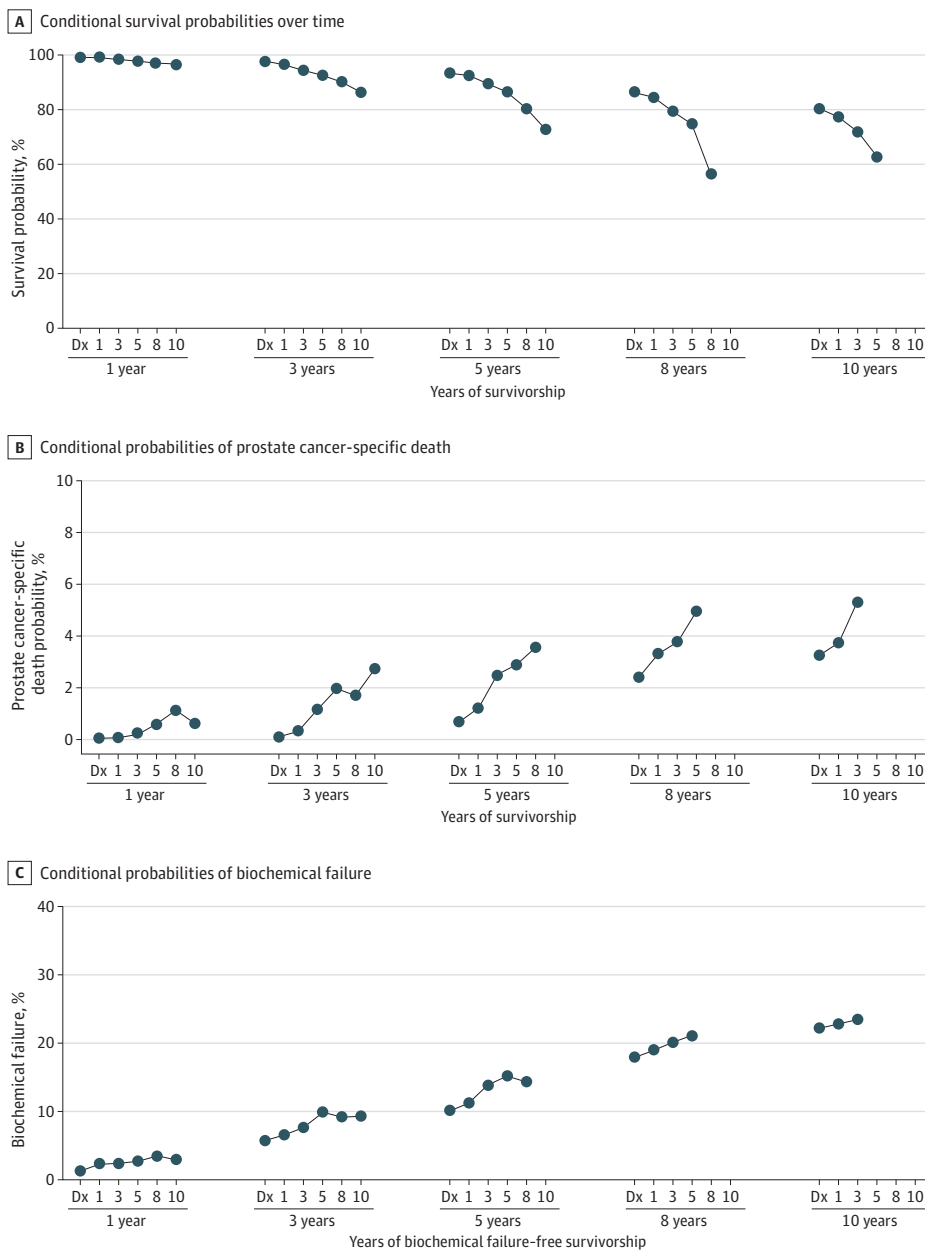 A Conditional survival probabilities over time
100
80
60
40
20
0
Survival probability, %
Dx 1 3 5 8 10 Dx 1 3 5 8 10 Dx 1 3 5 8 10 Dx 1 3 5 8 10 Dx 1 3 5 8 10
1 year 3 years 5 years 8 years 10 years
Years of survivorship
B Conditional probabilities of prostate cancer-specific death
10
8
6
4
2
0
Prostate cancer-specific
death probability, %
Dx 1 3 5 8 10 Dx 1 3 5 8 10 Dx 1 3 5 8 10 Dx 1 3 5 8 10 Dx 1 3 5 8 10
1 year 3 years 5 years 8 years 10 years
Years of survivorship
C Conditional probabilities of biochemical failure
40
30
20
10
0
Biochemical failure, %
Dx 1 3 5 8 10 Dx 1 3 5 8 10 Dx 1 3 5 8 10 Dx 1 3 5 8 10 Dx 1 3 5 8 10
1 year 3 years 5 years 8 years 10 years
Years of biochemical failure-free survivorship